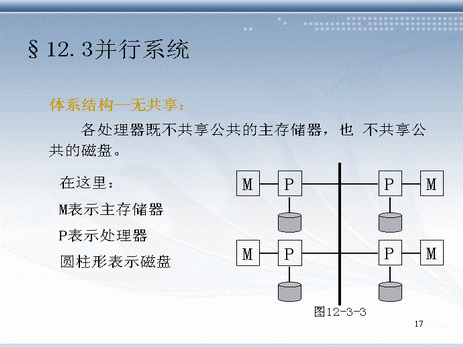 §12.3并行系统
体系结构—无共享：
各处理器既不共享公共的主存储器，也 不共享公
共的磁盘。
在这里：
M表示主存储器
P表示处理器
圆柱形表示磁盘
M P P M
M P P M
图12-3-3
17